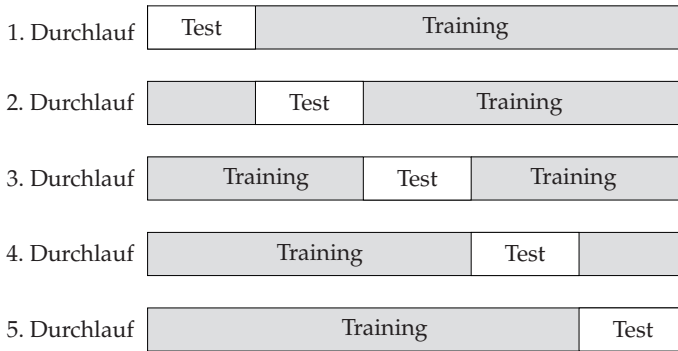 1. Durchlauf Test Training
2. Durchlauf Test Training
3. Durchlauf Training Test Training
4. Durchlauf Training Test
5. Durchlauf Training Test